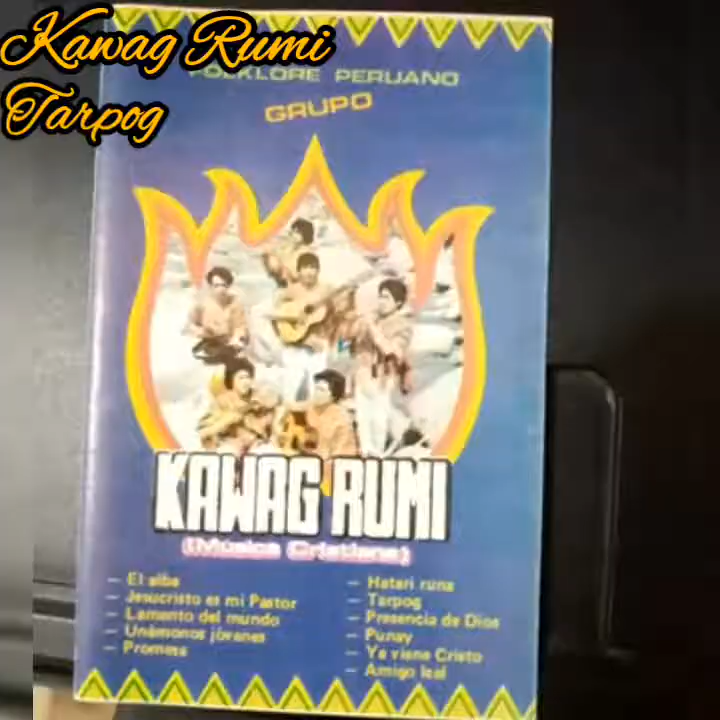 Kawag Rumi
Tarpog
FOLKLORE PERUANO
GRUPO
KAWAG RUMI
(Música Cristiana)
- El alba
- Jesucristo es mi Pastor
- Lamento del mundo
- Unámonos jóvenes
- Promesa
- Hatari runa
- Tarpog
- Presencia de Dios
- Punay
- Ya viene Cristo
- Amigo leal